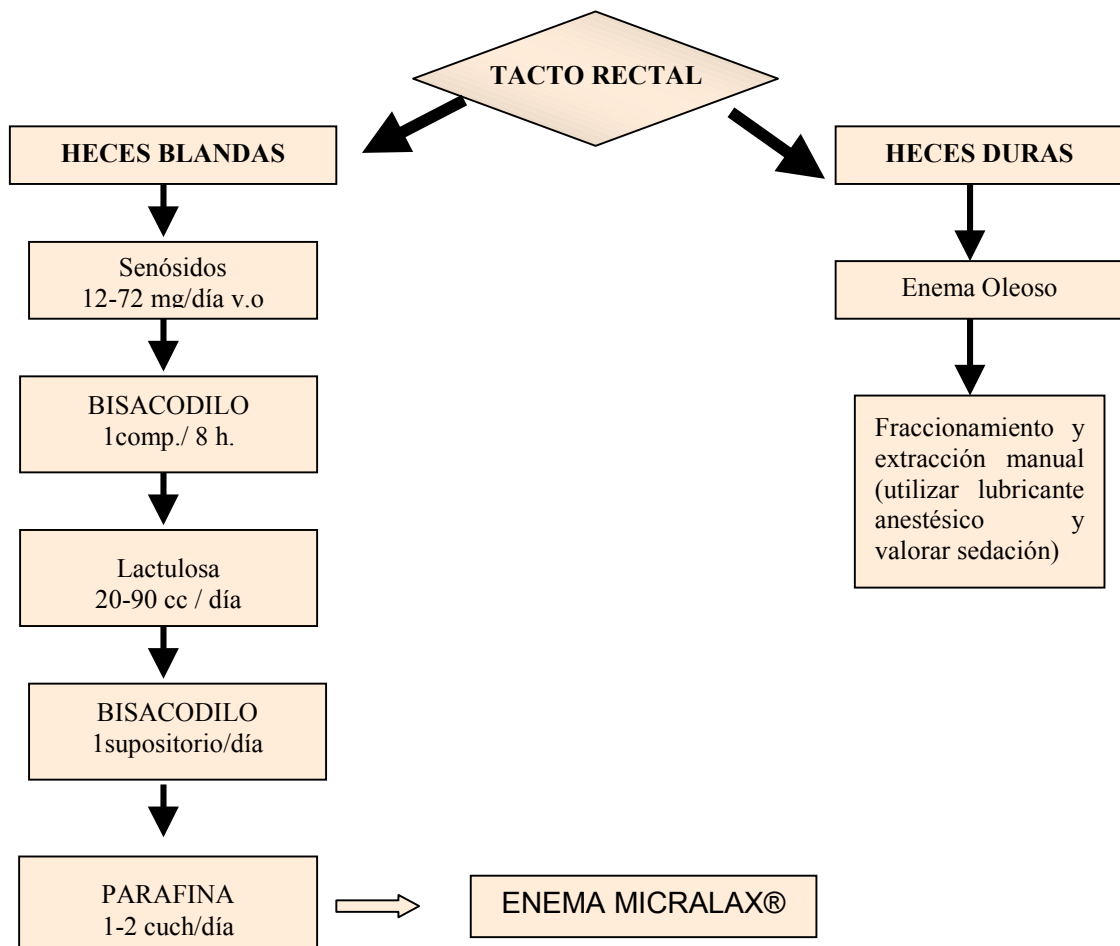 TACTO RECTAL
HECES BLANDAS
Senósidos
12-72 mg/día v.o
BISACODILO
1comp./ 8 h.
Lactulosa
20-90 cc / día
BISACODILO
1supositorio/día
PARAFINA
1-2 cuch/día
ENEMA MICRALAX®
HECES DURAS
Enema Oleoso
Fraccionamiento y
extracción manual
(utilizar lubricante
anestésico y
valorar sedación)